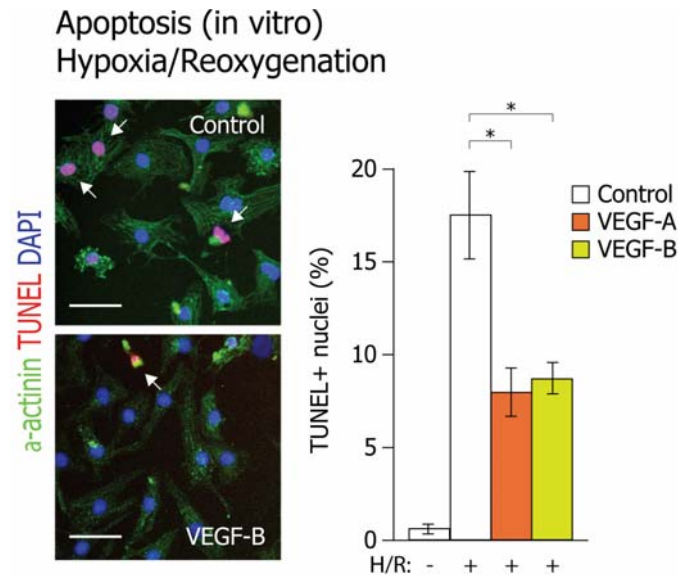 Apoptosis (in vitro)
Hypoxia/Reoxygenation
a-actinin TUNEL DAPI
Control
VEGF-B
TUNEL+ nuclei (%)
20
15
10
5
0
* 
*
Control
VEGF-A
VEGF-B
H/R: - + + +